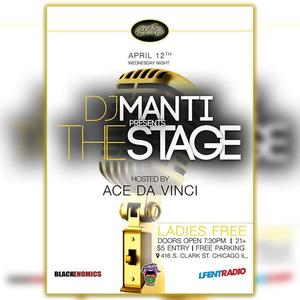 APRIL 12TH
WEDNESDAY NIGHT
DJ MANTI
PRESENTS
THE STAGE
HOSTED BY
ACE DA VINCI
LADIES FREE
DOORS OPEN 7:30PM | 21+
$5 ENTRY | FREE PARKING
416 S. CLARK ST. CHICAGO IL,
BLACKENOMICS
LFENTRADIO